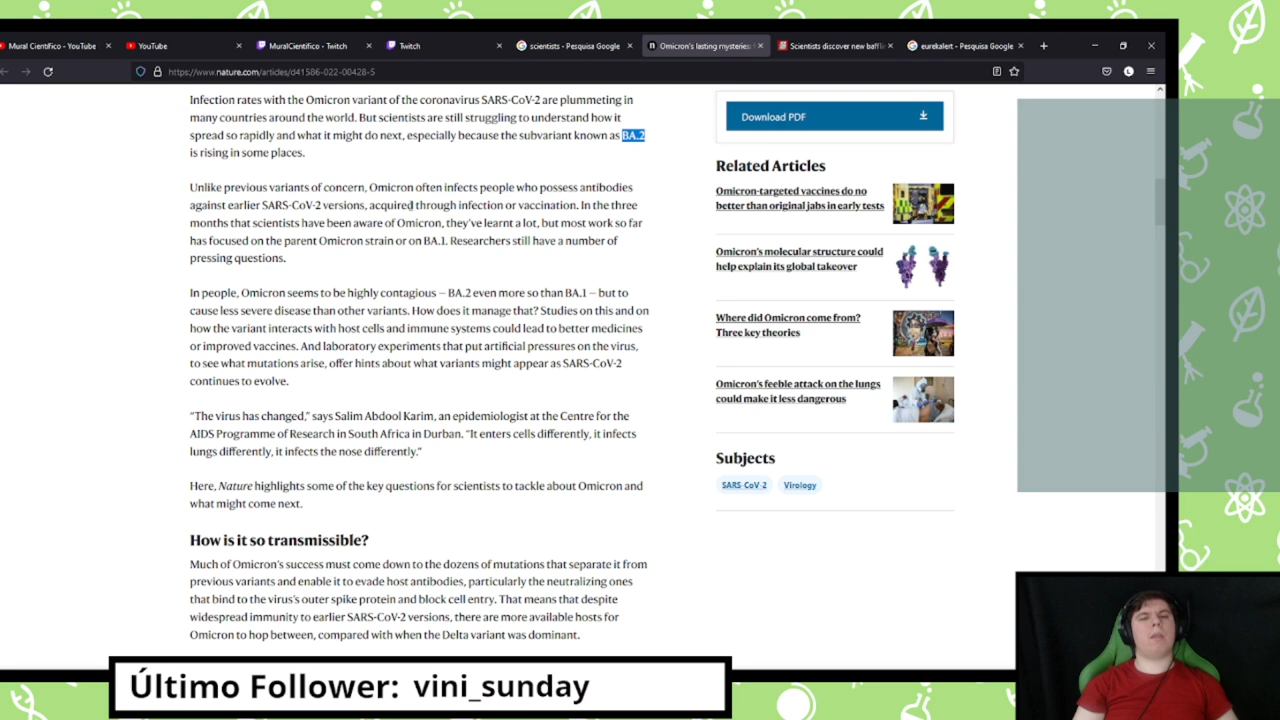 Mural Científico - YouTube
YouTube
MuralCientifico - Twitch
Twitch
scientists - Pesquisa Google
Omicron's lasting mysteries:
Scientists discover new baffli
eurekalert - Pesquisa Google
https://www.nature.com/articles/d41586-022-00428-5
Infection rates with the Omicron variant of the coronavirus SARS-CoV-2 are plummeting in
many countries around the world. But scientists are still struggling to understand how it
spread so rapidly and what it might do next, especially because the subvariant known as BA.2
is rising in some places.
Unlike previous variants of concern, Omicron often infects people who possess antibodies
against earlier SARS-CoV-2 versions, acquired through infection or vaccination. In the three
months that scientists have been aware of Omicron, they've learnt a lot, but most work so far
has focused on the parent Omicron strain or on BA.1. Researchers still have a number of
pressing questions.
In people, Omicron seems to be highly contagious — BA.2 even more so than BA.1 — but to
cause less severe disease than other variants. How does it manage that? Studies on this and on
how the variant interacts with host cells and immune systems could lead to better medicines
or improved vaccines. And laboratory experiments that put artificial pressures on the virus,
to see what mutations arise, offer hints about what variants might appear as SARS-CoV-2
continues to evolve.
“The virus has changed,” says Salim Abdool Karim, an epidemiologist at the Centre for the
AIDS Programme of Research in South Africa in Durban. “It enters cells differently, it infects
lungs differently, it infects the nose differently.”
Here, Nature highlights some of the key questions for scientists to tackle about Omicron and
what might come next.
How is it so transmissible?
Much of Omicron's success must come down to the dozens of mutations that separate it from
previous variants and enable it to evade host antibodies, particularly the neutralizing ones
that bind to the virus's outer spike protein and block cell entry. That means that despite
widespread immunity to earlier SARS-CoV-2 versions, there are more available hosts for
Omicron to hop between, compared with when the Delta variant was dominant.
Download PDF
Related Articles
Omicron-targeted vaccines do no
better than original jabs in early tests
Omicron's molecular structure could
help explain its global takeover
Where did Omicron come from?
Three key theories
Omicron's feeble attack on the lungs
could make it less dangerous
Subjects
SARS-CoV-2
Virology
Último Follower: vini_sunday